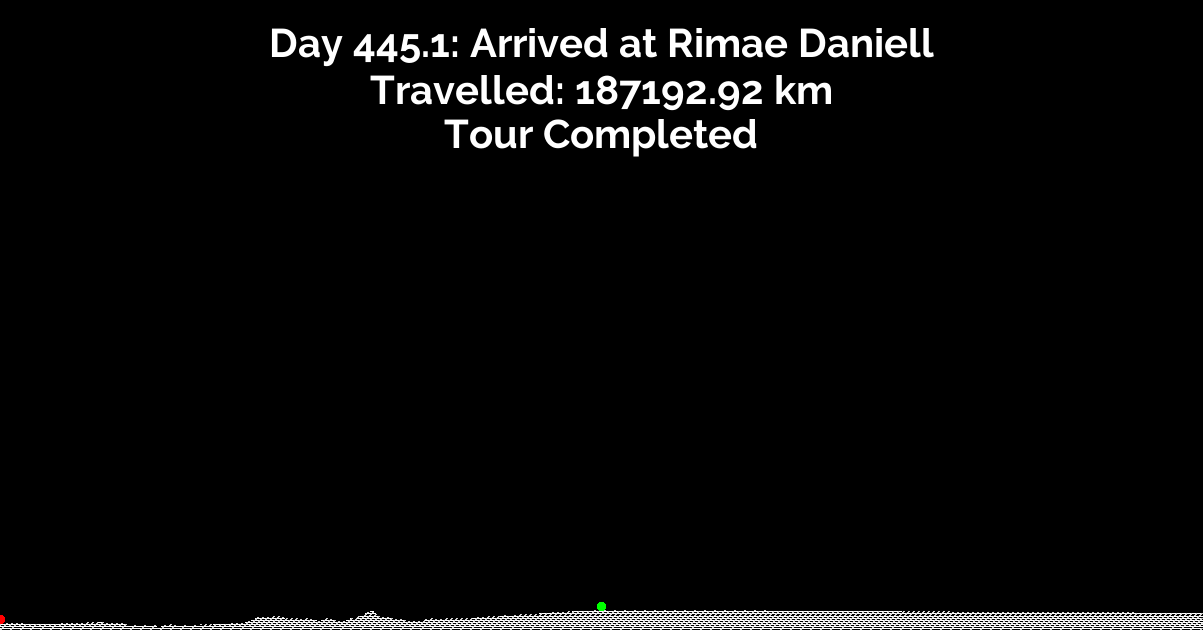 Day 445.1: Arrived at Rimae Daniell
Travelled: 187192.92 km
Tour Completed